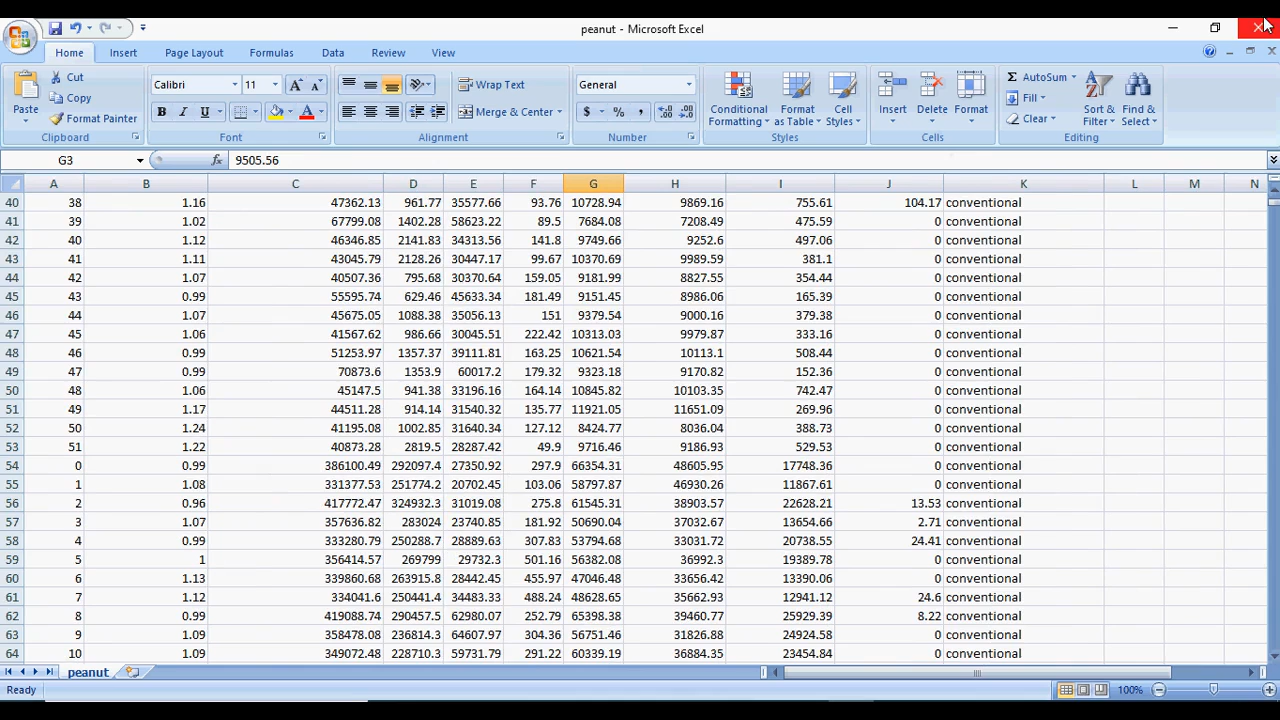 peanut - Microsoft Excel
Home Insert Page Layout Formulas Data Review View
Cut Calibri 11 Wrap Text General AutoSum
Paste Copy Conditional Formatting Format as Table Cell Styles Insert Delete Format Fill Sort & Filter Find & Select
Format Painter B I U Merge & Center $ % , Clear
Clipboard Font Alignment Number Styles Cells Editing
G3 fx 9505.56
A B C D E F G H I J K L M N
40 38 1.16 47362.13 961.77 35577.66 93.76 10728.94 9869.16 755.61 104.17 conventional
41 39 1.02 67799.08 1402.28 58623.22 89.5 7684.08 7208.49 475.59 0 conventional
42 40 1.12 46346.85 2141.83 34313.56 141.8 9749.66 9252.6 497.06 0 conventional
43 41 1.11 43045.79 2128.26 30447.17 99.67 10370.69 9989.59 381.1 0 conventional
44 42 1.07 40507.36 795.68 30370.64 159.05 9181.99 8827.55 354.44 0 conventional
45 43 0.99 55595.74 629.46 45633.34 181.49 9151.45 8986.06 165.39 0 conventional
46 44 1.07 45675.05 1088.38 35056.13 151 9379.54 9000.16 379.38 0 conventional
47 45 1.06 41567.62 986.66 30045.51 222.42 10313.03 9979.87 333.16 0 conventional
48 46 0.99 51253.97 1357.37 39111.81 163.25 10621.54 10113.1 508.44 0 conventional
49 47 0.99 70873.6 1353.9 60017.2 179.32 9323.18 9170.82 152.36 0 conventional
50 48 1.06 45147.5 941.38 33196.16 164.14 10845.82 10103.35 742.47 0 conventional
51 49 1.17 44511.28 914.14 31540.32 135.77 11921.05 11651.09 269.96 0 conventional
52 50 1.24 41195.08 1002.85 31640.34 127.12 8424.77 8036.04 388.73 0 conventional
53 51 1.22 40873.28 2819.5 28287.42 49.9 9716.46 9186.93 529.53 0 conventional
54 0 0.99 386100.49 292097.4 27350.92 297.9 66354.31 48605.95 17748.36 0 conventional
55 1 1.08 331377.53 251774.2 20702.45 103.06 58797.87 46930.26 11867.61 0 conventional
56 2 0.96 417772.47 324932.3 31019.08 275.8 61545.31 38903.57 22628.21 13.53 conventional
57 3 1.07 357636.82 283024 23740.85 181.92 50690.04 37032.67 13654.66 2.71 conventional
58 4 0.99 333280.79 250288.7 28889.63 307.83 53794.68 33031.72 20738.55 24.41 conventional
59 5 1 356414.57 269799 29732.3 501.16 56382.08 36992.3 19389.78 0 conventional
60 6 1.13 339860.68 263915.8 28442.45 455.97 47046.48 33656.42 13390.06 0 conventional
61 7 1.12 334041.6 250441.4 34483.33 488.24 48628.65 35662.93 12941.12 24.6 conventional
62 8 0.99 419088.74 290457.5 62980.07 252.79 65398.38 39460.77 25929.39 8.22 conventional
63 9 1.09 358478.08 236814.3 64607.97 304.36 56751.46 31826.88 24924.58 0 conventional
64 10 1.09 349072.48 228710.3 59731.79 291.22 60339.19 36884.35 23454.84 0 conventional
peanut
Ready 100%